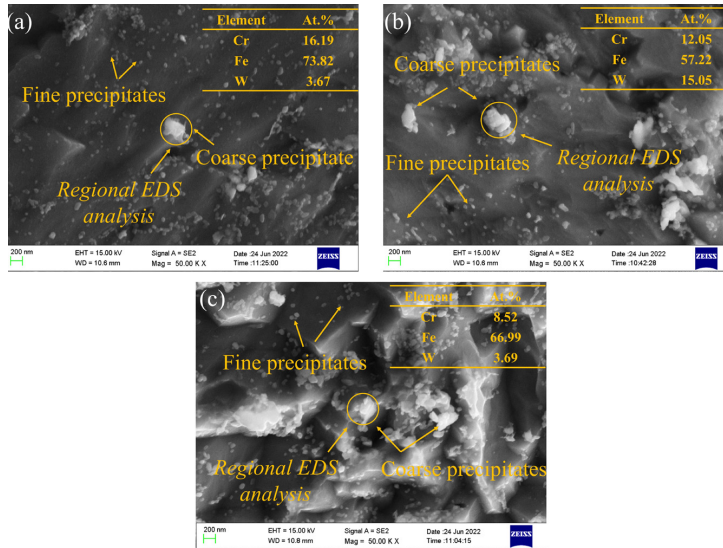 (a)
Element At.%
Cr 16.19
Fe 73.82
W 3.67
Fine precipitates
Coarse precipitate
Regional EDS
analysis
200 nm
EHT = 15.00 kV
WD = 10.6 mm
Signal A = SE2
Mag = 50.00 K X
Date :24 Jun 2022
Time :11:25:00
ZEISS
(b)
Element At.%
Cr 12.05
Fe 57.22
W 15.05
Coarse precipitates
Fine precipitates
Regional EDS
analysis
200 nm
EHT = 15.00 kV
WD = 10.6 mm
Signal A = SE2
Mag = 50.00 K X
Date :24 Jun 2022
Time :10:42:28
ZEISS
(c)
Element At.%
Cr 8.52
Fe 66.99
W 3.69
Fine precipitates
Regional EDS
analysis
Coarse precipitates
200 nm
EHT = 15.00 kV
WD = 10.8 mm
Signal A = SE2
Mag = 50.00 K X
Date :24 Jun 2022
Time :11:04:15
ZEISS